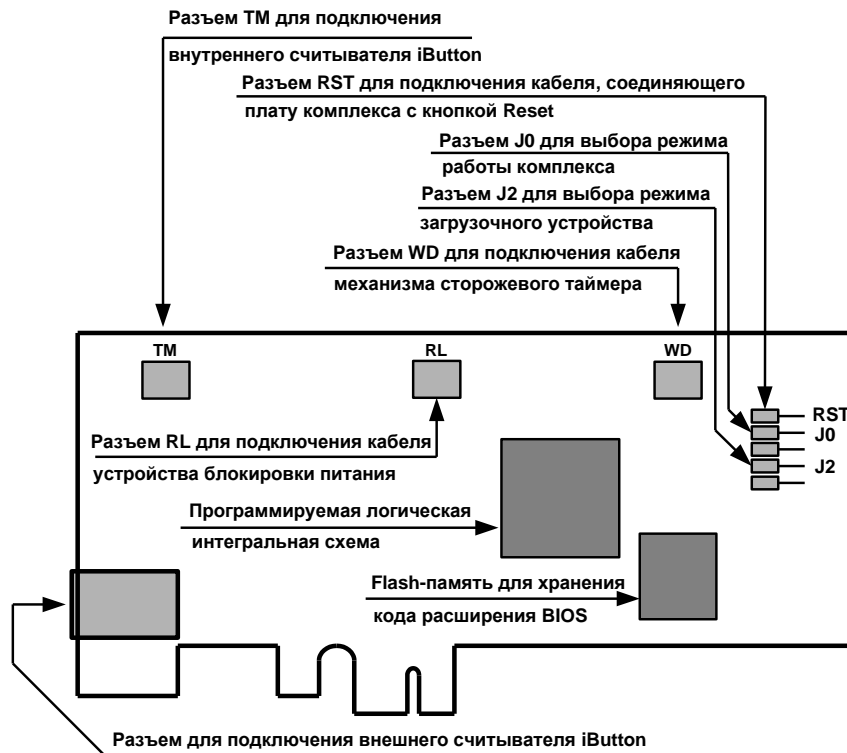 Разъем TM для подключения
внутреннего считывателя iButton
Разъем RST для подключения кабеля, соединяющего
плату комплекса с кнопкой Reset
Разъем J0 для выбора режима
работы комплекса
Разъем J2 для выбора режима
загрузочного устройства
Разъем WD для подключения кабеля
механизма сторожевого таймера
TM
RL
WD
RST
J0
J2
Разъем RL для подключения кабеля
устройства блокировки питания
Программируемая логическая
интегральная схема
Flash-память для хранения
кода расширения BIOS
Разъем для подключения внешнего считывателя iButton